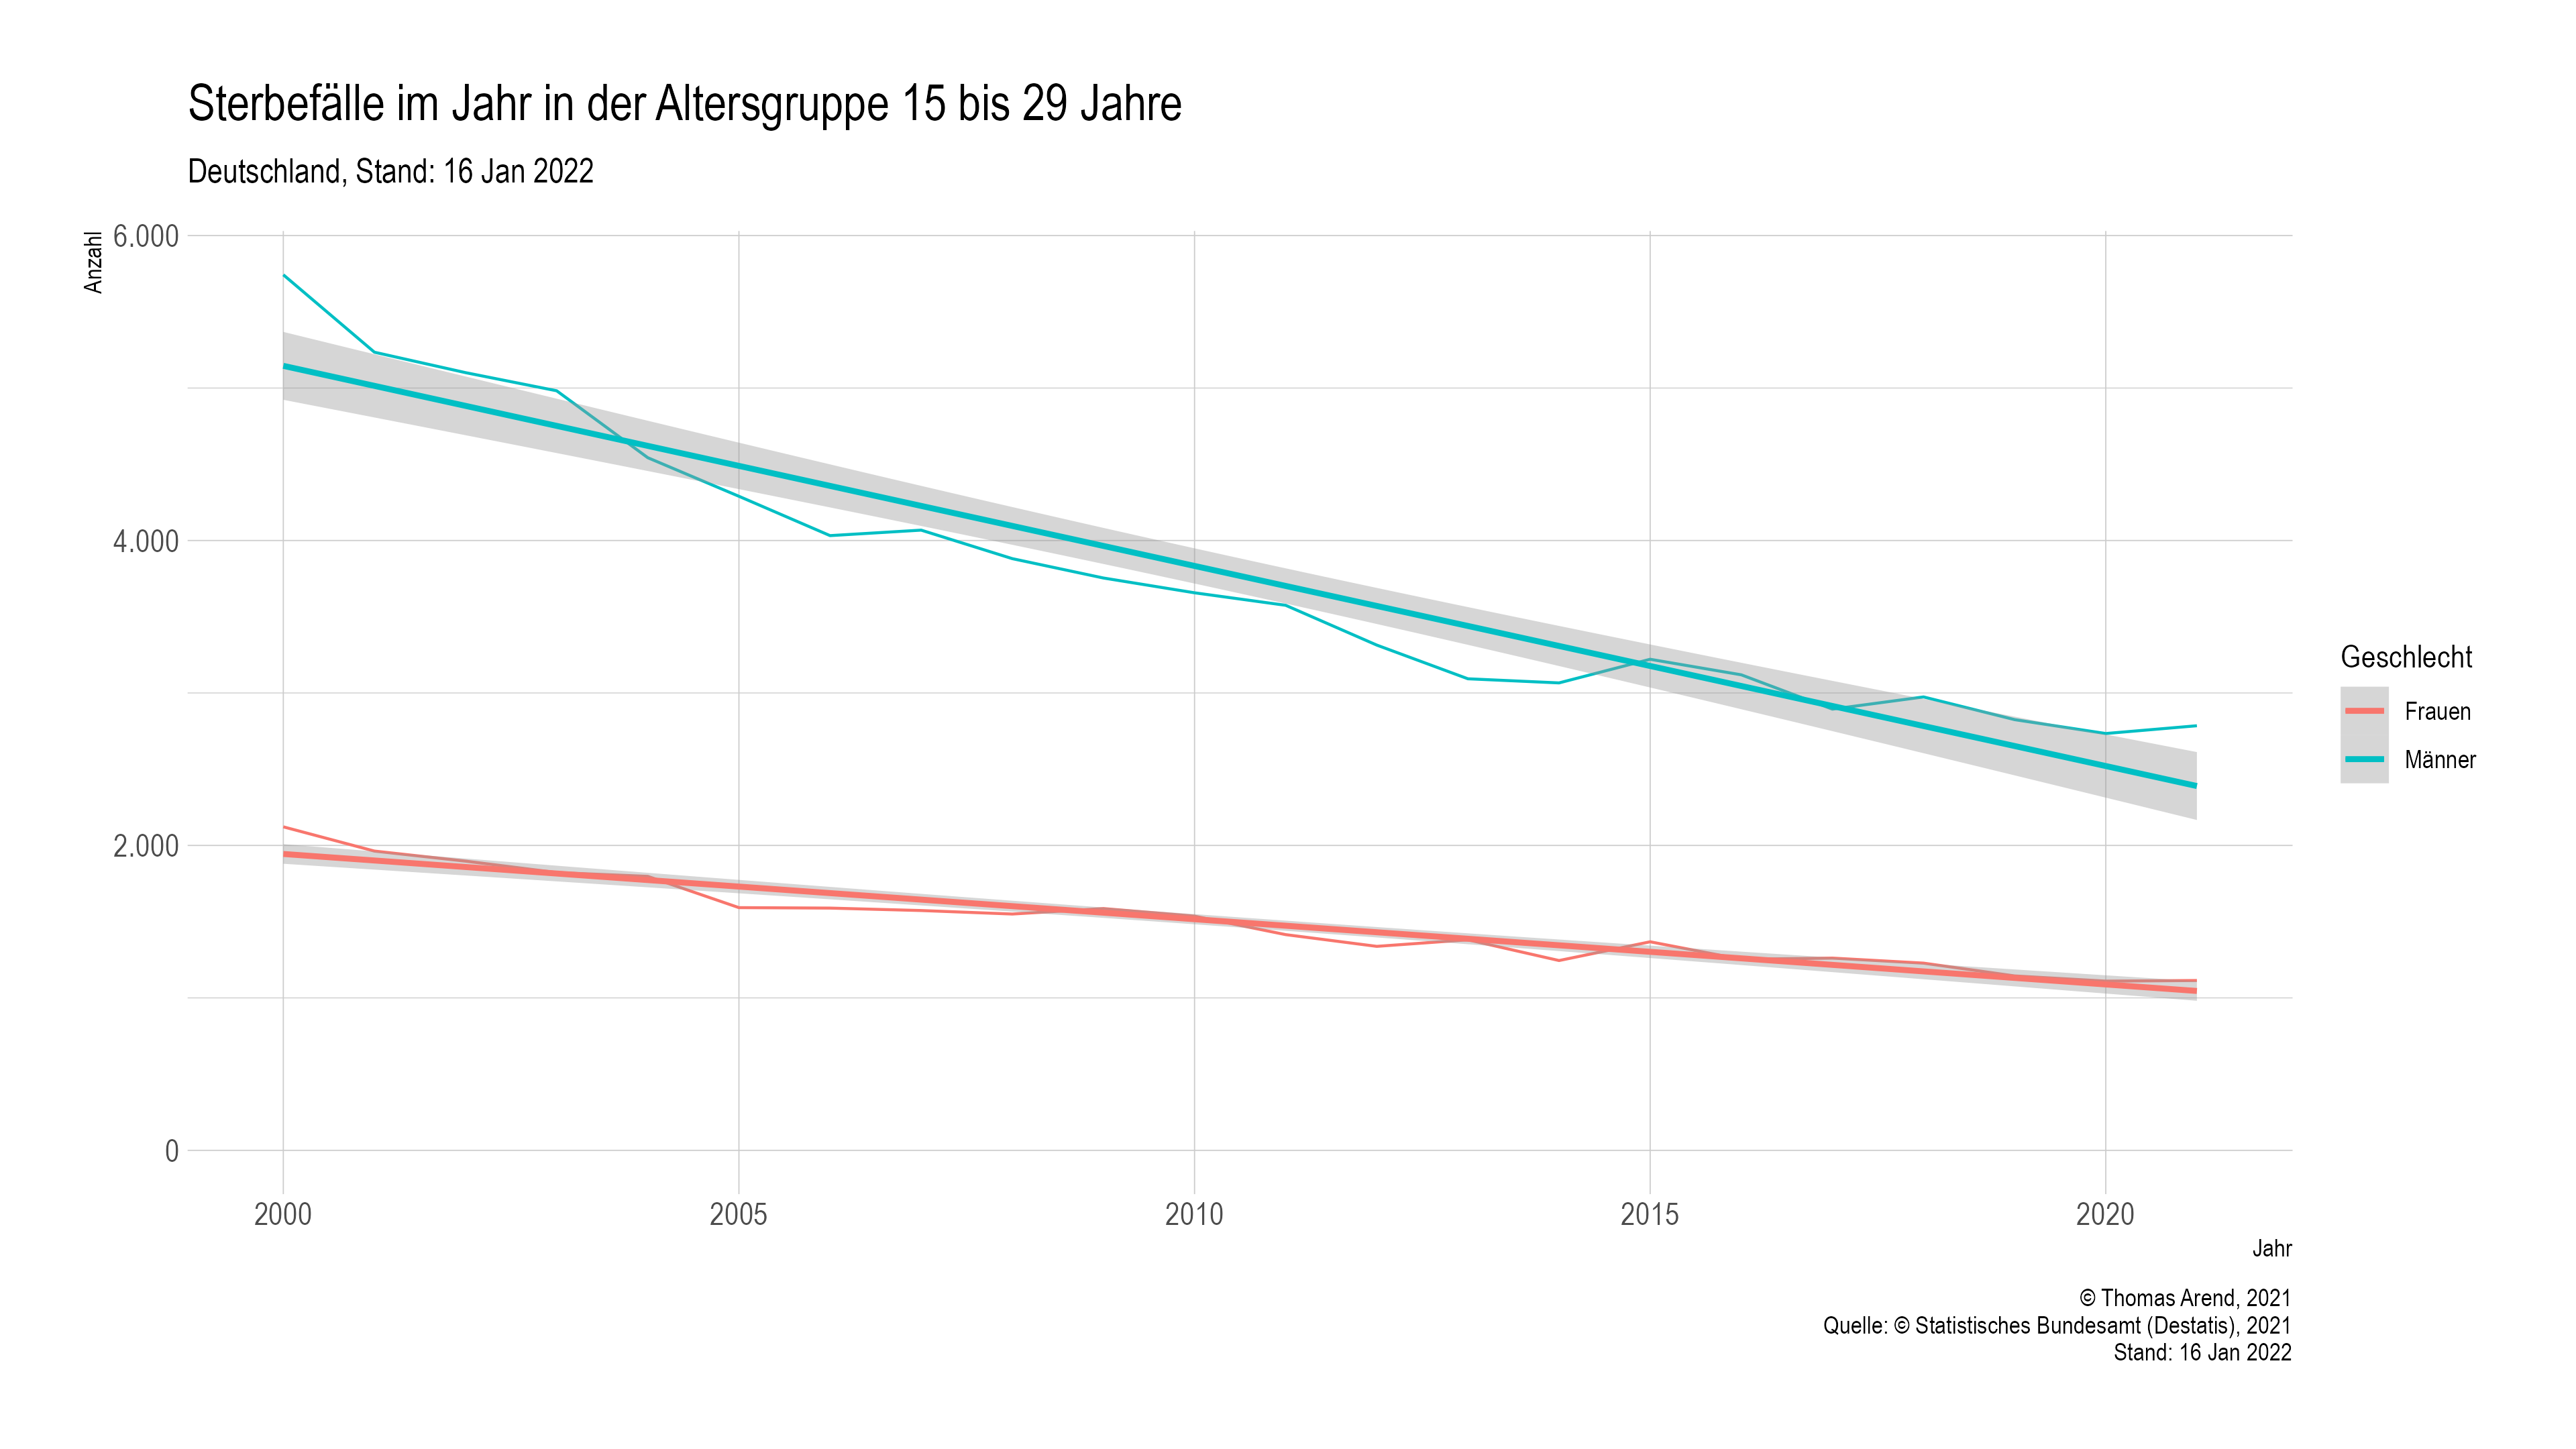 Sterbefälle im Jahr in der Altersgruppe 15 bis 29 Jahre
Deutschland, Stand: 16 Jan 2022
Anzahl
6.000
4.000
2.000
0
2000
2005
2010
2015
2020
Jahr
Geschlecht
Frauen
Männer
© Thomas Arend, 2021
Quelle: © Statistisches Bundesamt (Destatis), 2021
Stand: 16 Jan 2022